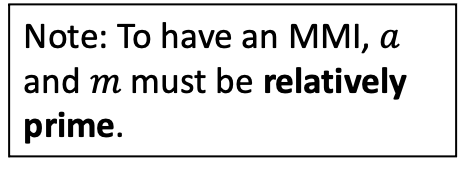 Note: To have an MMI, a
and m must be relatively
prime.